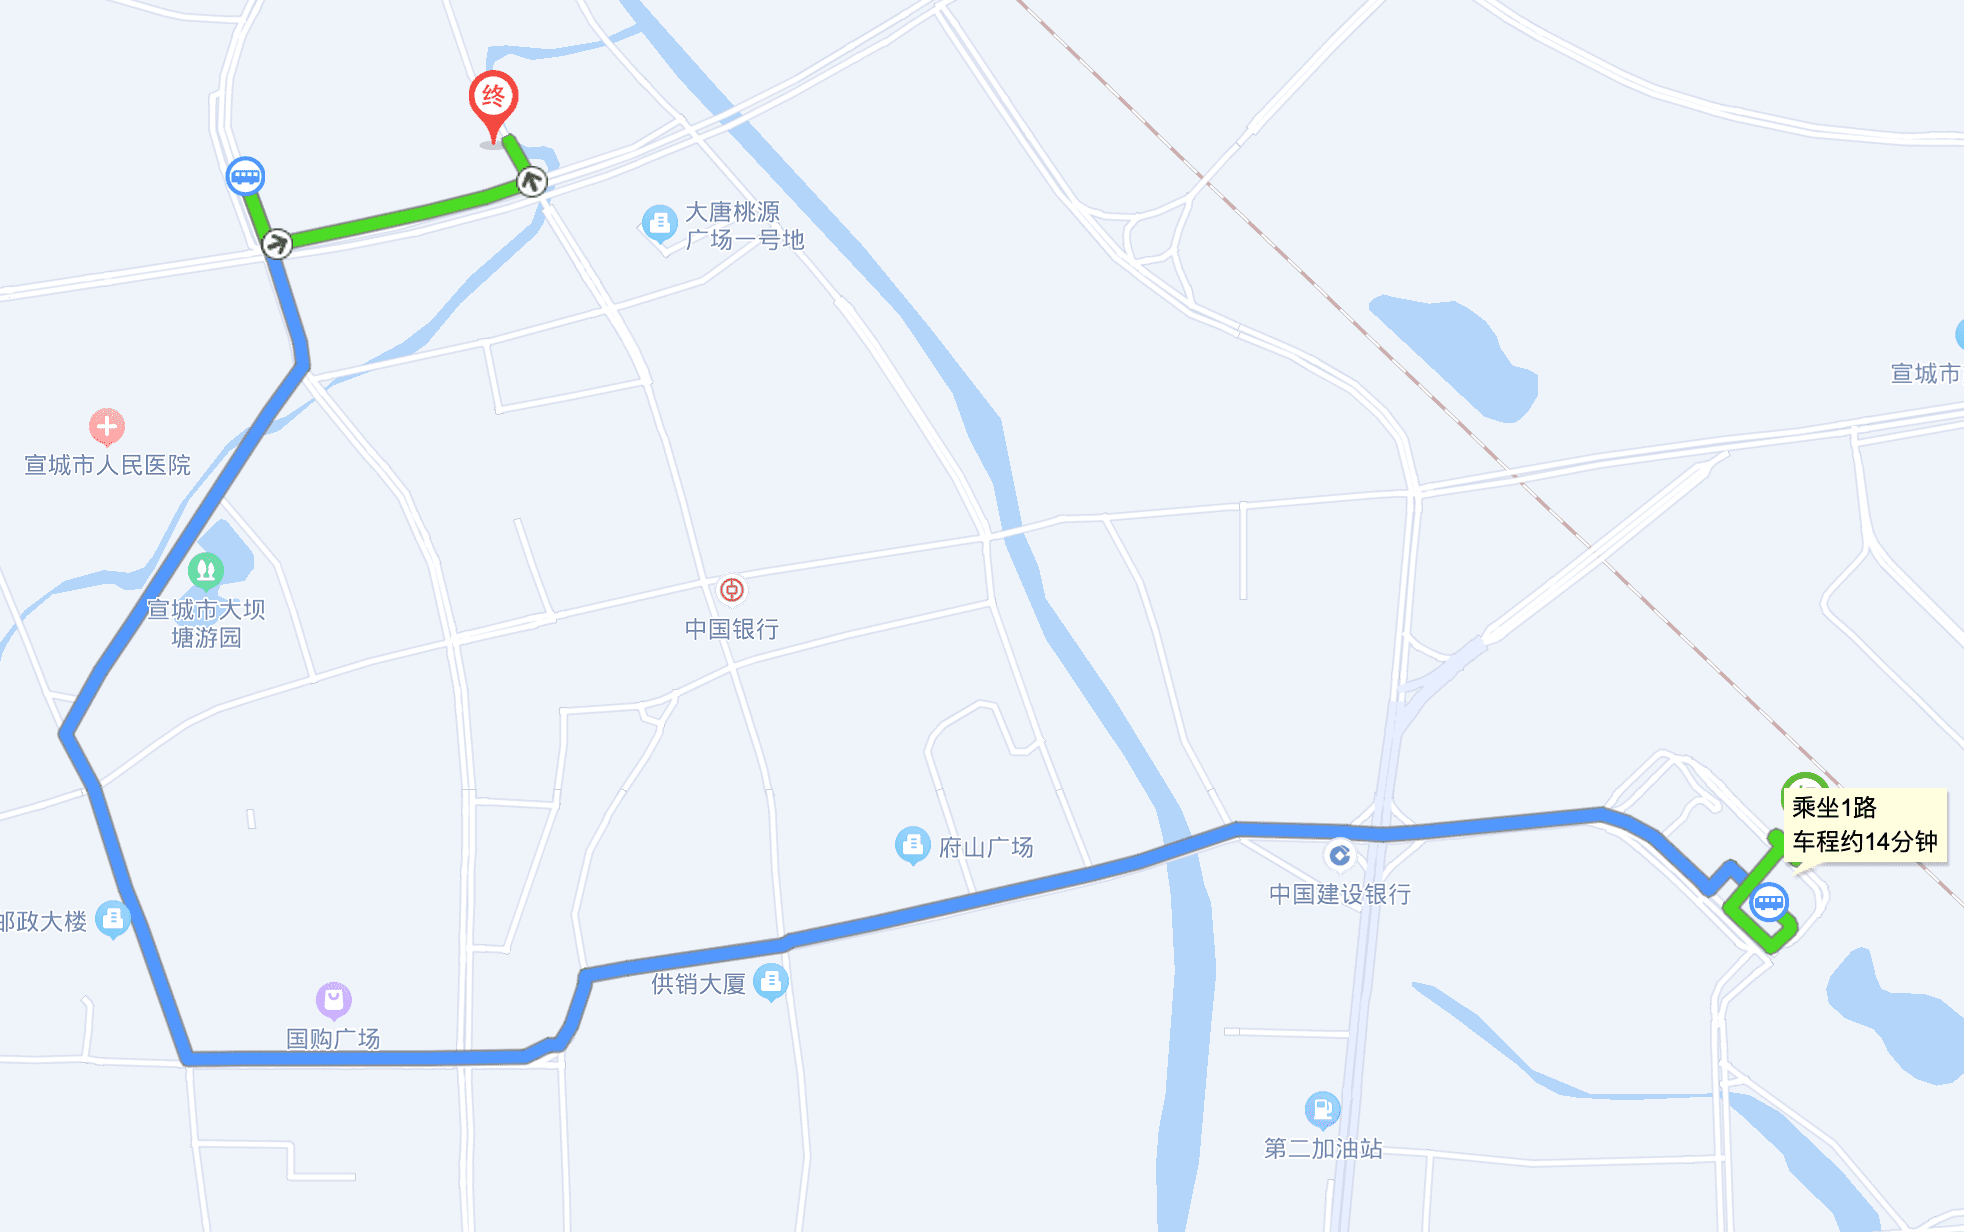 终
大唐桃源
广场一号地
宣城市
宣城市人民医院
宣城市大坝
塘游园
中国银行
乘坐1路
车程约14分钟
府山广场
中国建设银行
邮政大楼
供销大厦
国购广场
第二加油站